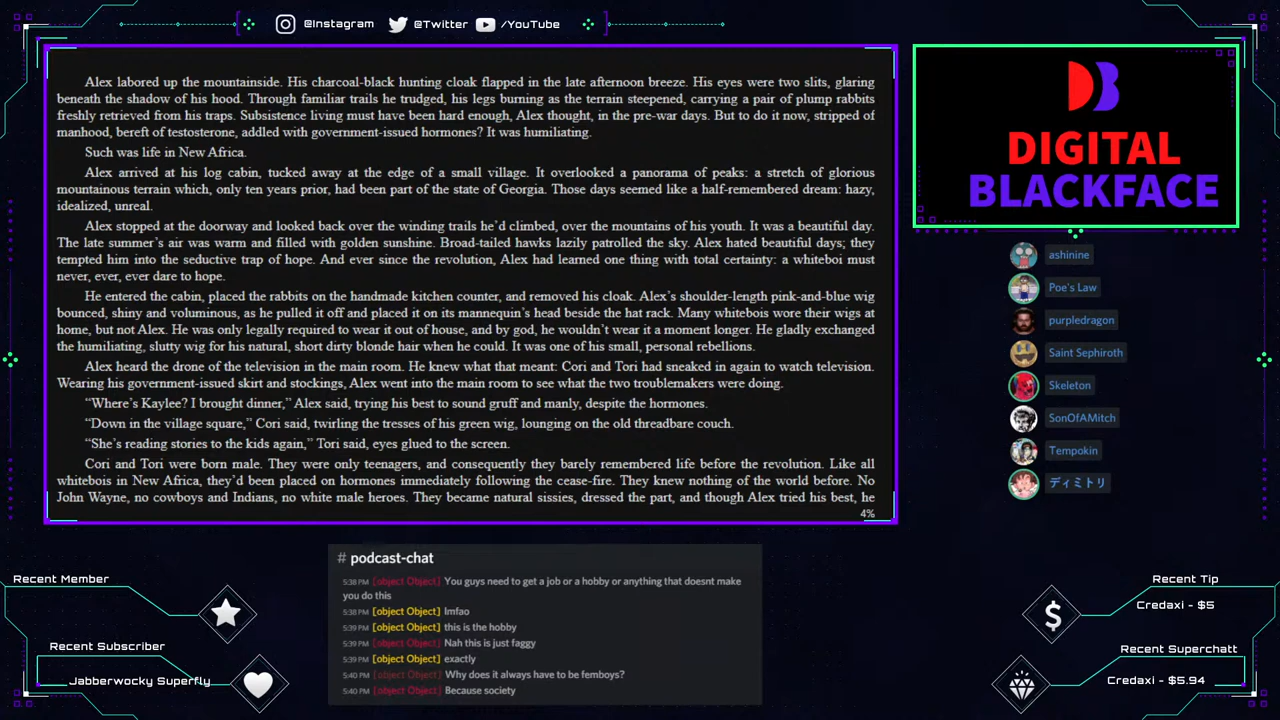 @Instagram @Twitter /YouTube
Alex labored up the mountainside. His charcoal-black hunting cloak flapped in the late afternoon breeze. His eyes were two slits, glaring
beneath the shadow of his hood. Through familiar trails he trudged, his legs burning as the terrain steepened, carrying a pair of plump rabbits
freshly retrieved from his traps. Subsistence living must have been hard enough, Alex thought, in the pre-war days. But to do it now, stripped of
manhood, bereft of testosterone, addled with government-issued hormones? It was humiliating.
Such was life in New Africa.
Alex arrived at his log cabin, tucked away at the edge of a small village. It overlooked a panorama of peaks: a stretch of glorious
mountainous terrain which, only ten years prior, had been part of the state of Georgia. Those days seemed like a half-remembered dream: hazy,
idealized, unreal.
Alex stopped at the doorway and looked back over the winding trails he'd climbed, over the mountains of his youth. It was a beautiful day.
The late summer's air was warm and filled with golden sunshine. Broad-tailed hawks lazily patrolled the sky. Alex hated beautiful days; they
tempted him into the seductive trap of hope. And ever since the revolution, Alex had learned one thing with total certainty: a whiteboi must
never, ever, ever dare to hope.
He entered the cabin, placed the rabbits on the handmade kitchen counter, and removed his cloak. Alex's shoulder-length pink-and-blue wig
bounced, shiny and voluminous, as he pulled it off and placed it on its mannequin's head beside the hat rack. Many whitebois wore their wigs at
home, but not Alex. He was only legally required to wear it out of house, and by god, he wouldn't wear it a moment longer. He gladly exchanged
the humiliating, slutty wig for his natural, short dirty blonde hair when he could. It was one of his small, personal rebellions.
Alex heard the drone of the television in the main room. He knew what that meant: Cori and Tori had sneaked in again to watch television.
Wearing his government-issued skirt and stockings, Alex went into the main room to see what the two troublemakers were doing.
“Where's Kaylee? I brought dinner,” Alex said, trying his best to sound gruff and manly, despite the hormones.
“Down in the village square,” Cori said, twirling the tresses of his green wig, lounging on the old threadbare couch.
“She's reading stories to the kids again,” Tori said, eyes glued to the screen.
Cori and Tori were born male. They were only teenagers, and consequently they barely remembered life before the revolution. Like all
whitebois in New Africa, they'd been placed on hormones immediately following the cease-fire. They knew nothing of the world before. No
John Wayne, no cowboys and Indians, no white male heroes. They became natural sissies, dressed the part, and though Alex tried his best, he
4%
DB
DIGITAL
BLACKFACE
ashinine
Poe's Law
purpledragon
Saint Sephiroth
Skeleton
SonOfAMitch
Tempokin
ディミトリ
# podcast-chat
5:38 PM [object Object] You guys need to get a job or a hobby or anything that doesnt make
you do this
5:38 PM [object Object] lmfao
5:39 PM [object Object] this is the hobby
5:39 PM [object Object] Nah this is just faggy
5:39 PM [object Object] exactly
5:40 PM [object Object] Why does it always have to be femboys?
5:40 PM [object Object] Because society
Recent Member
Recent Subscriber
Jabberwocky Superfly
Recent Tip
Credaxi - $5
$
Recent Superchatt
Credaxi - $5.94